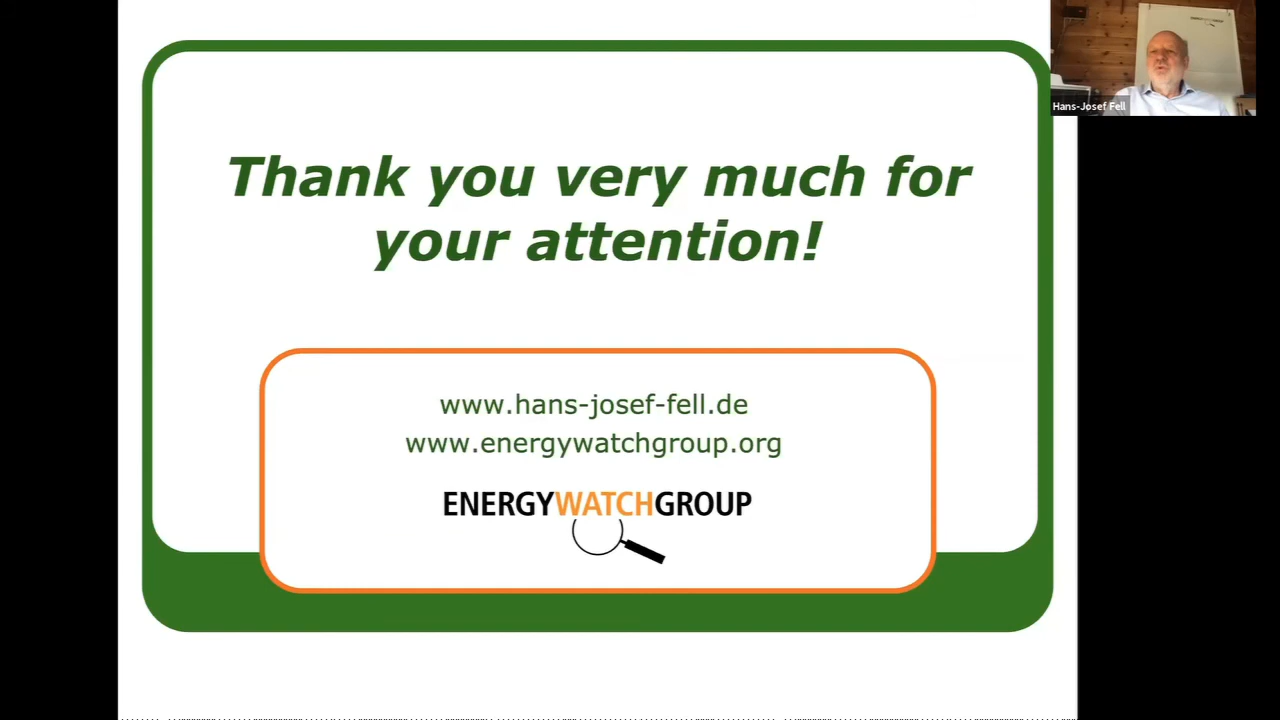 Thank you very much for
your attention!
www.hans-josef-fell.de
www.energywatchgroup.org
ENERGYWATCHGROUP
Hans-Josef Fell